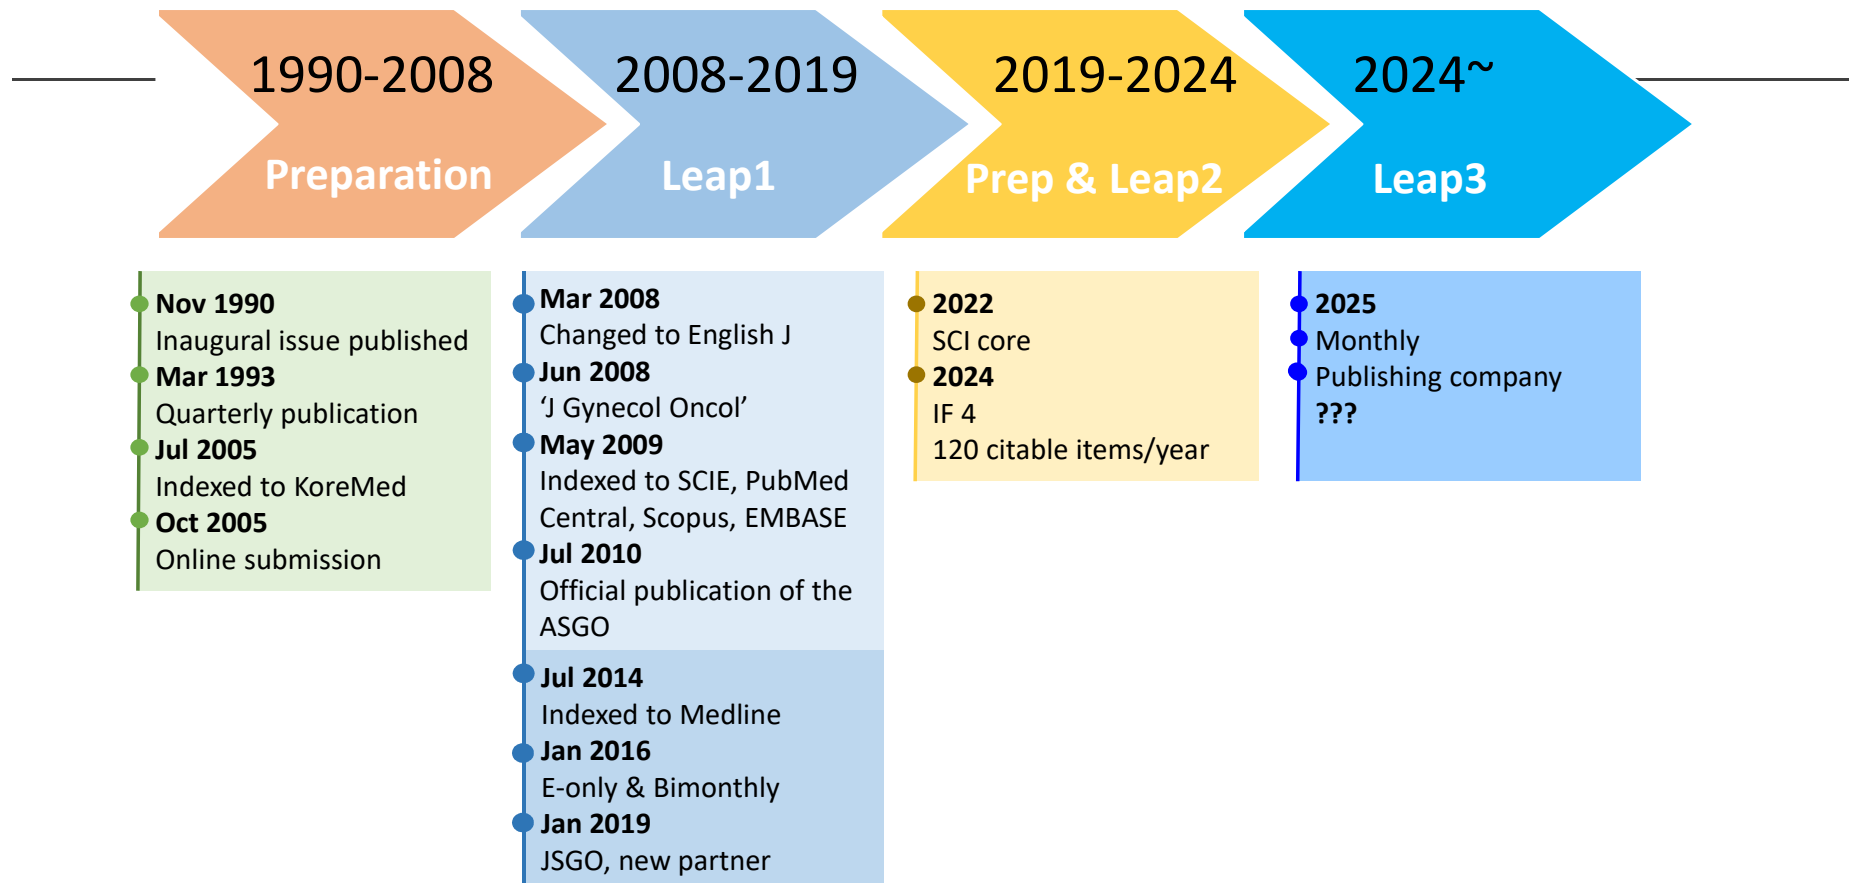 1990-2008
Preparation
2008-2019
Leap1
2019-2024
Prep & Leap2
2024~
Leap3
Nov 1990
Inaugural issue published
Mar 1993
Quarterly publication
Jul 2005
Indexed to KoreMed
Oct 2005
Online submission
Mar 2008
Changed to English J
Jun 2008
‘J Gynecol Oncol’
May 2009
Indexed to SCIE, PubMed
Central, Scopus, EMBASE
Jul 2010
Official publication of the
ASGO
Jul 2014
Indexed to Medline
Jan 2016
E-only & Bimonthly
Jan 2019
JSGO, new partner
2022
SCI core
2024
IF 4
120 citable items/year
2025
Monthly
Publishing company
???